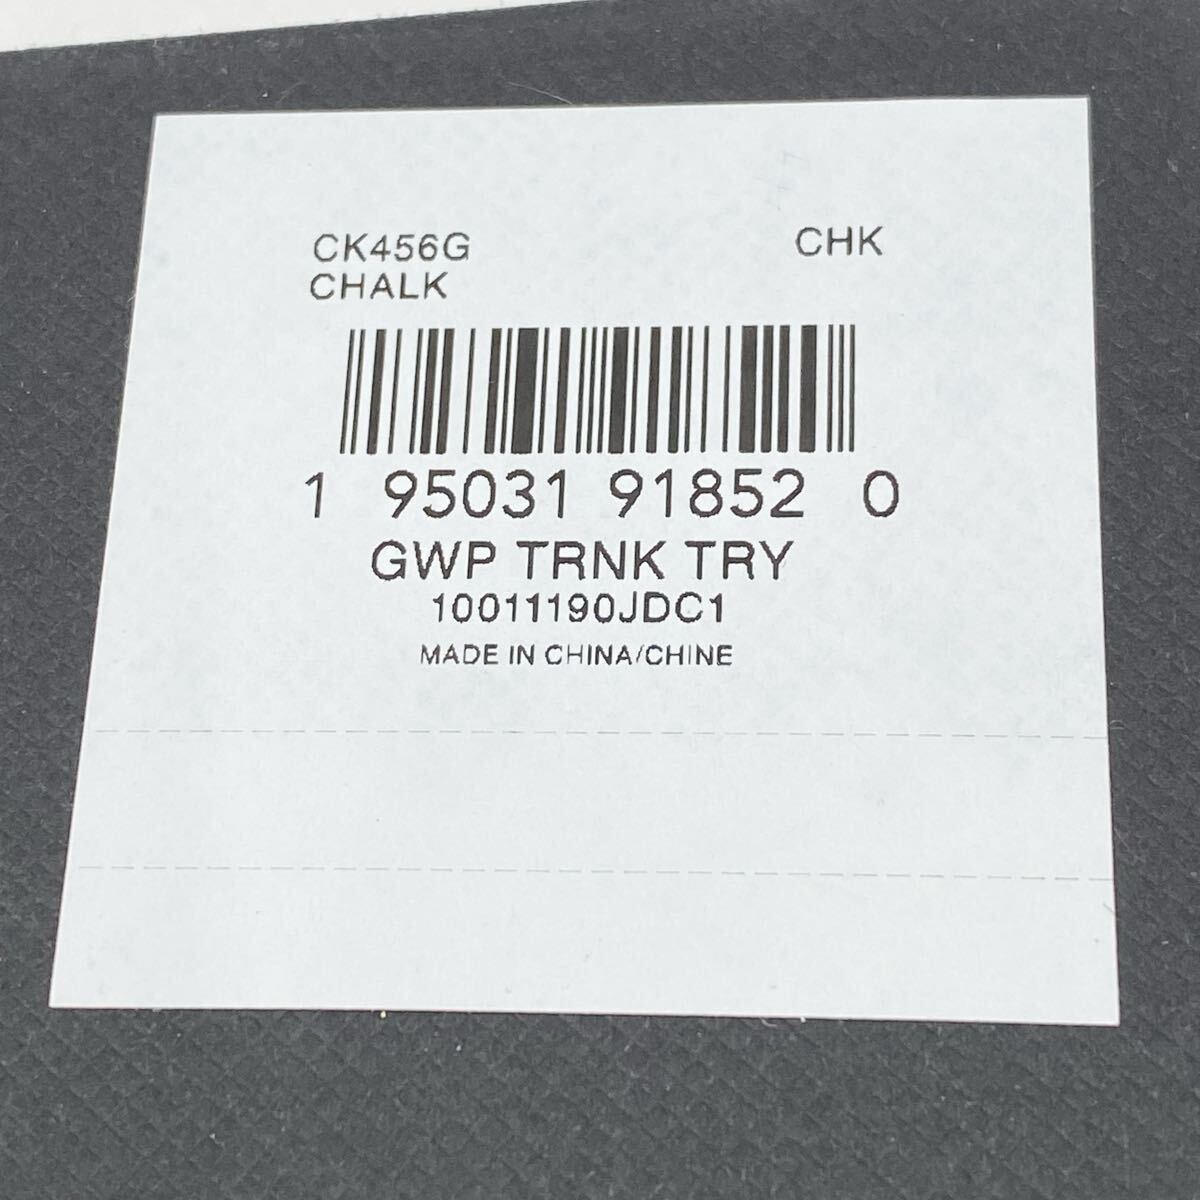 CK456G CHK
CHALK
1 95031 91852 0
GWP TRNK TRY
10011190JDC1
MADE IN CHINA/CHINE